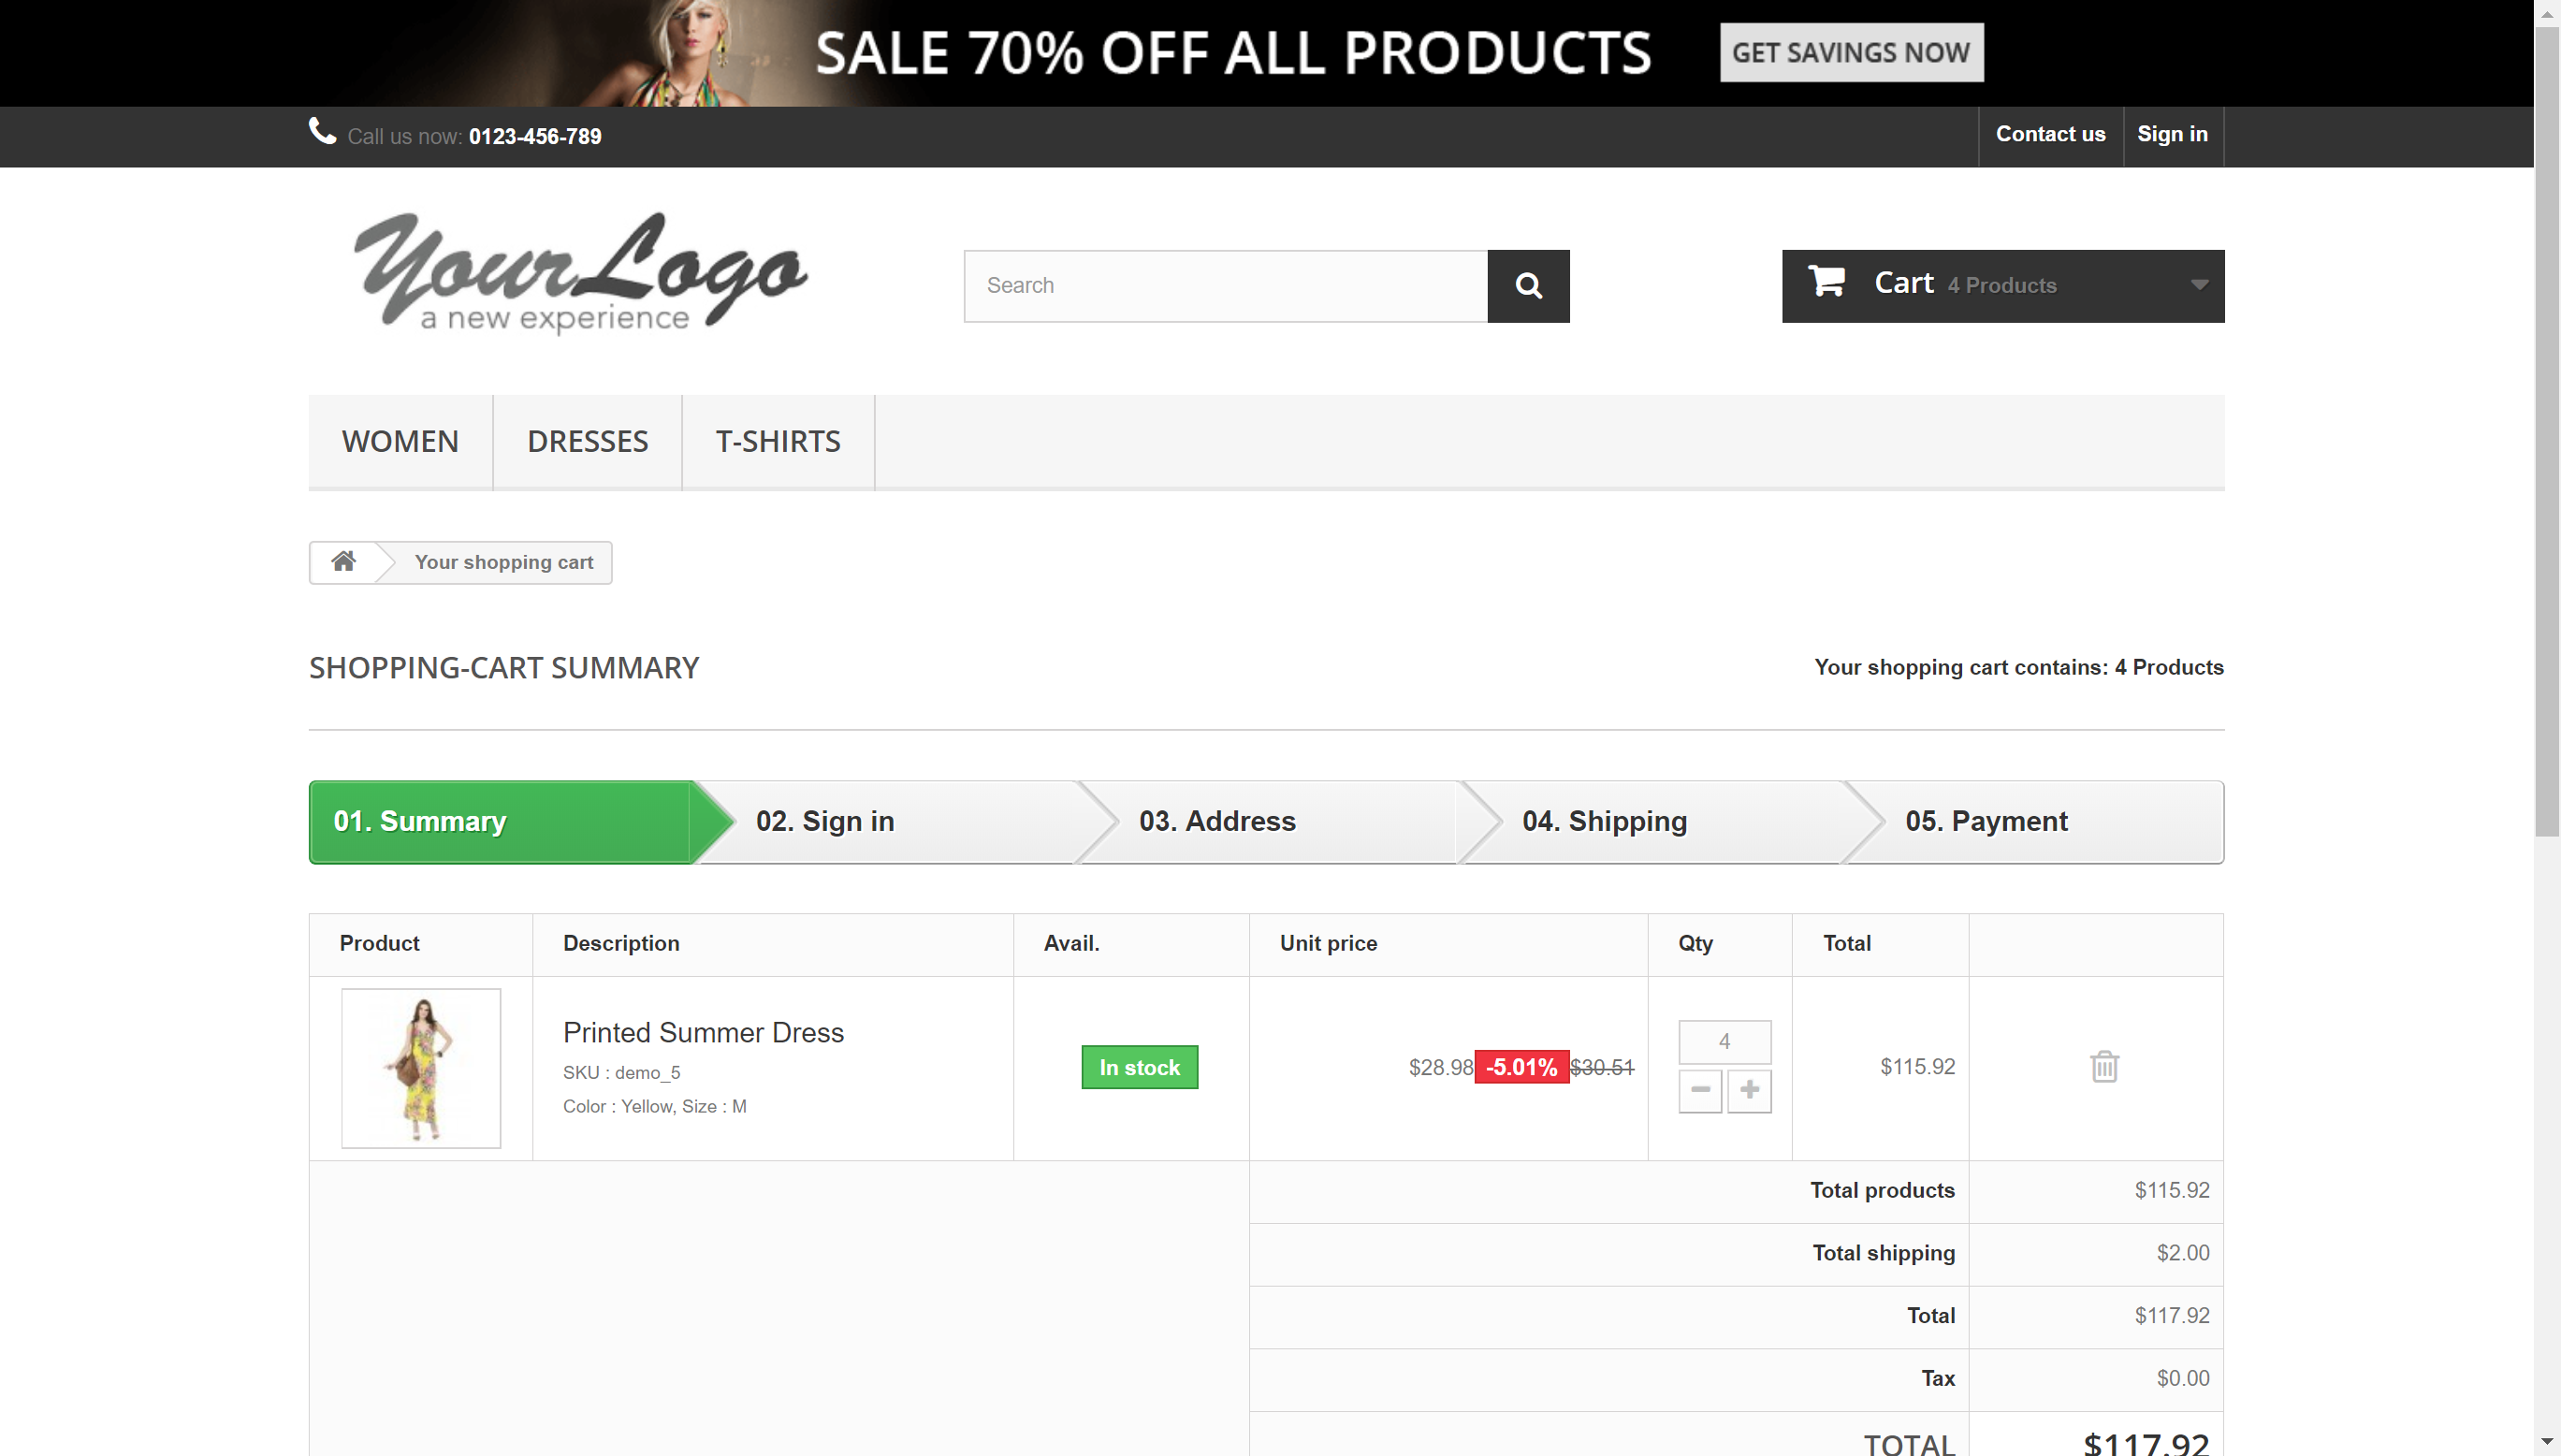 SALE 70% OFF ALL PRODUCTS GET SAVINGS NOW
Call us now: 0123-456-789 Contact us Sign in
YourLogo
a new experience
Search
Cart 4 Products
WOMEN DRESSES T-SHIRTS
Your shopping cart
SHOPPING-CART SUMMARY Your shopping cart contains: 4 Products
01. Summary 02. Sign in 03. Address 04. Shipping 05. Payment
Product Description Avail. Unit price Qty Total
Printed Summer Dress
SKU : demo_5
Color : Yellow, Size : M
In stock
$28.98 -5.01% $30.51
4
$115.92
Total products $115.92
Total shipping $2.00
Total $117.92
Tax $0.00
TOTAL $117.92